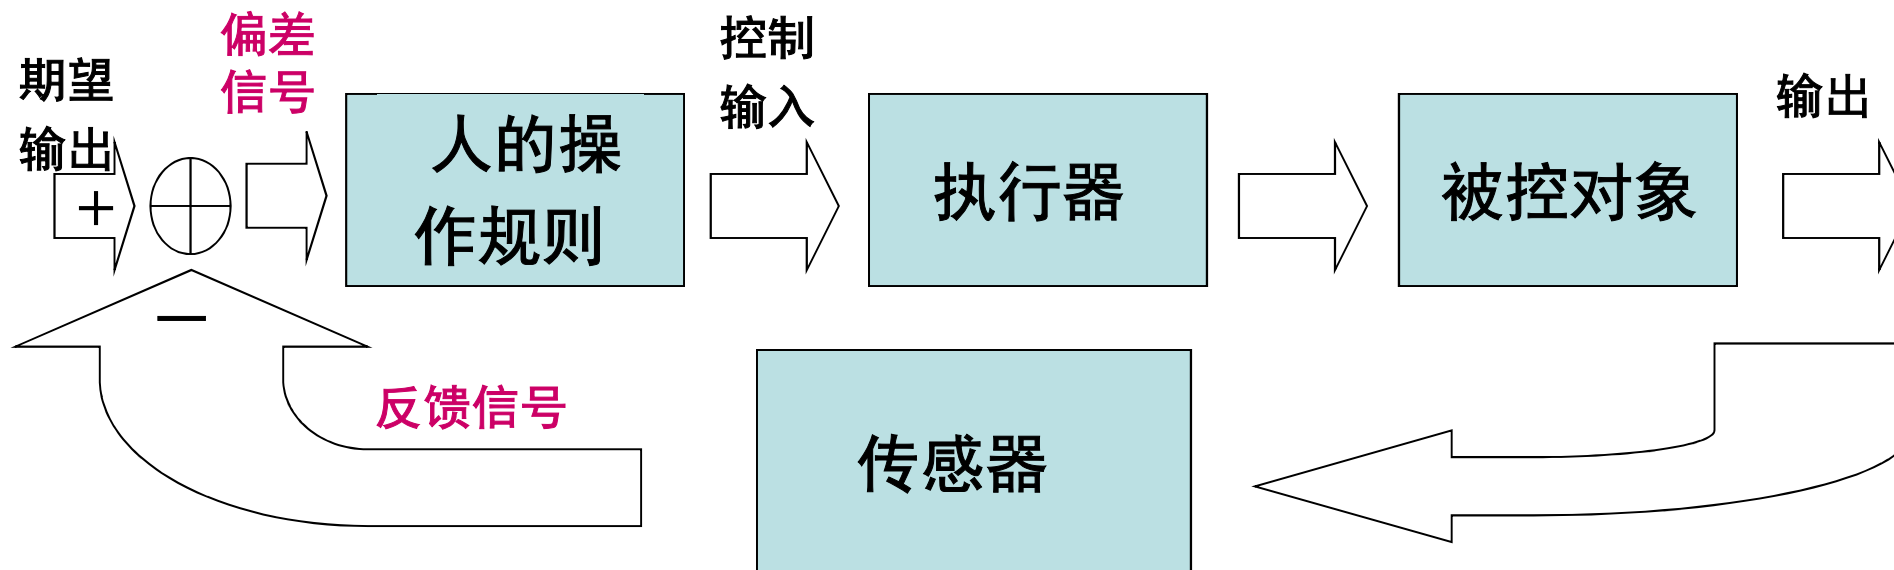 期望
输出
+
偏差
信号
人的操
作规则
控制
输入
执行器
被控对象
输出
—
反馈信号
传感器